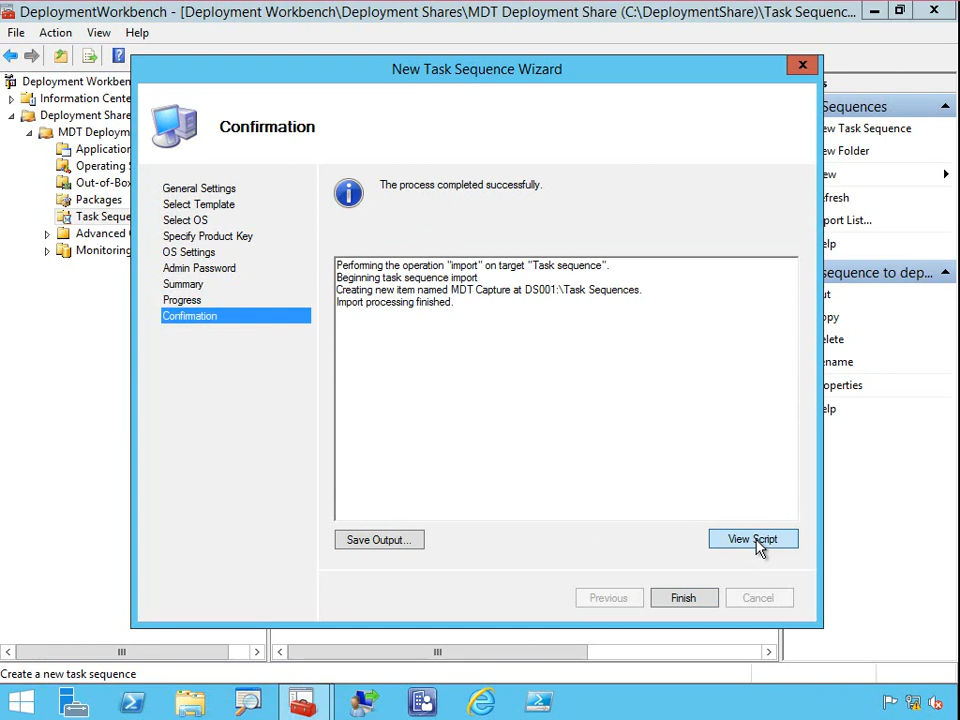 DeploymentWorkbench - [Deployment Workbench\Deployment Shares\MDT Deployment Share (C:\DeploymentShare)\Task Sequenc...
File Action View Help
New Task Sequence Wizard
Deployment Workben
Information Cente
Deployment Share
MDT Deploym
Application
Operating
Out-of-Box
Packages
Task Seque
Advanced
Monitoring
Confirmation
General Settings
Select Template
Select OS
Specify Product Key
OS Settings
Admin Password
Summary
Progress
Confirmation
The process completed successfully.
Performing the operation "import" on target "Task sequence".
Beginning task sequence import
Creating new item named MDT Capture at DS001:\Task Sequences.
Import processing finished.
Save Output...
View Script
Previous
Finish
Cancel
s
Sequences
ew Task Sequence
ew Folder
ew
efresh
port List...
elp
sequence to dep...
ut
opy
elete
ename
operties
elp
Create a new task sequence